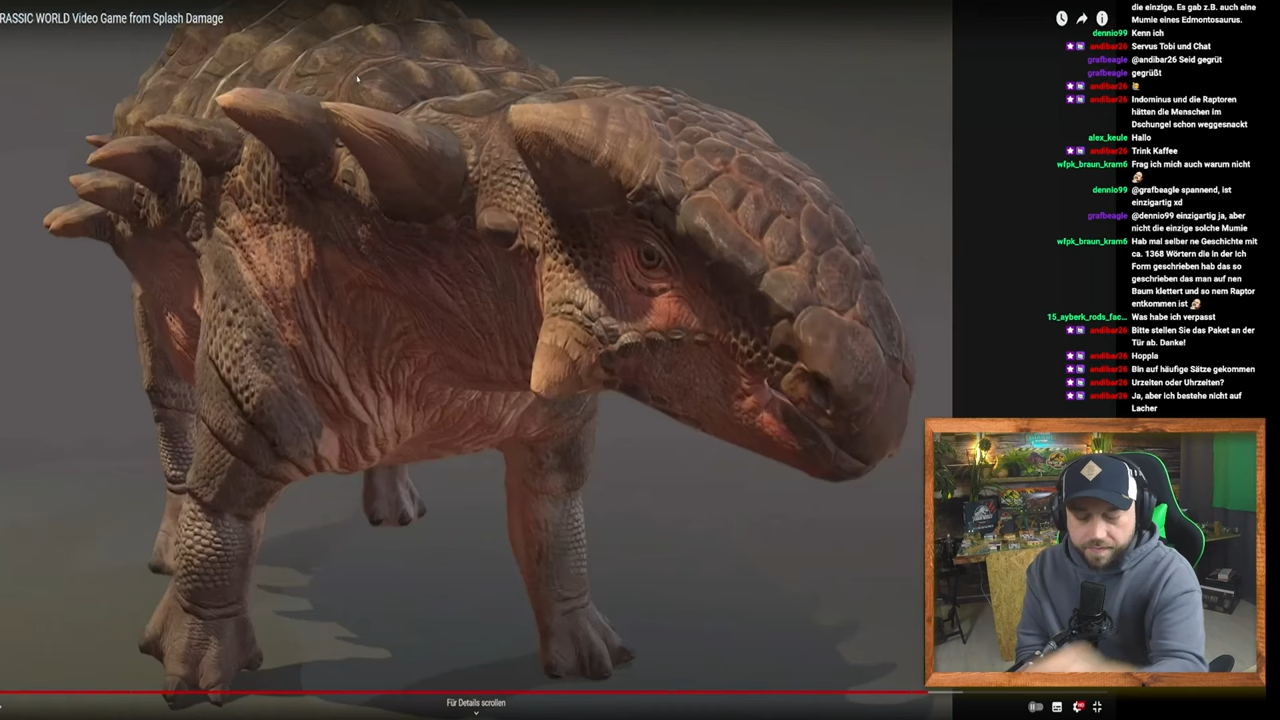 RASSIC WORLD Video Game from Splash Damage
die einzige. Es gab z.B. auch eine
Mumie eines Edmontosaurus.
dennio99 Kenn ich
andibar26 Servus Tobi und Chat
grafbeagle @andibar26 Seid gegrüt
grafbeagle gegrüßt
andibar26
andibar26 Indominus und die Raptoren
hätten die Menschen im
Dschungel schon weggesnackt
alex_keule Hallo
andibar26 Trink Kaffee
wfpk_braun_kram6 Frag ich mich auch warum nicht
dennio99 @grafbeagle spannend, ist
einzigartig xd
grafbeagle @dennio99 einzigartig ja, aber
nicht die einzige solche Mumie
wfpk_braun_kram6 Hab mal selber ne Geschichte mit
ca. 1368 Wörtern die in der Ich
Form geschrieben hab das so
geschrieben das man auf nen
Baum klettert und so nem Raptor
entkommen ist
15_ayberk_rods_fac... Was habe ich verpasst
andibar26 Bitte stellen Sie das Paket an der
Tür ab. Danke!
andibar26 Hoppla
andibar26 Bin auf häufige Sätze gekommen
andibar26 Urzeiten oder Uhrzeiten?
andibar26 Ja, aber ich bestehe nicht auf
Lacher
Für Details scrollen